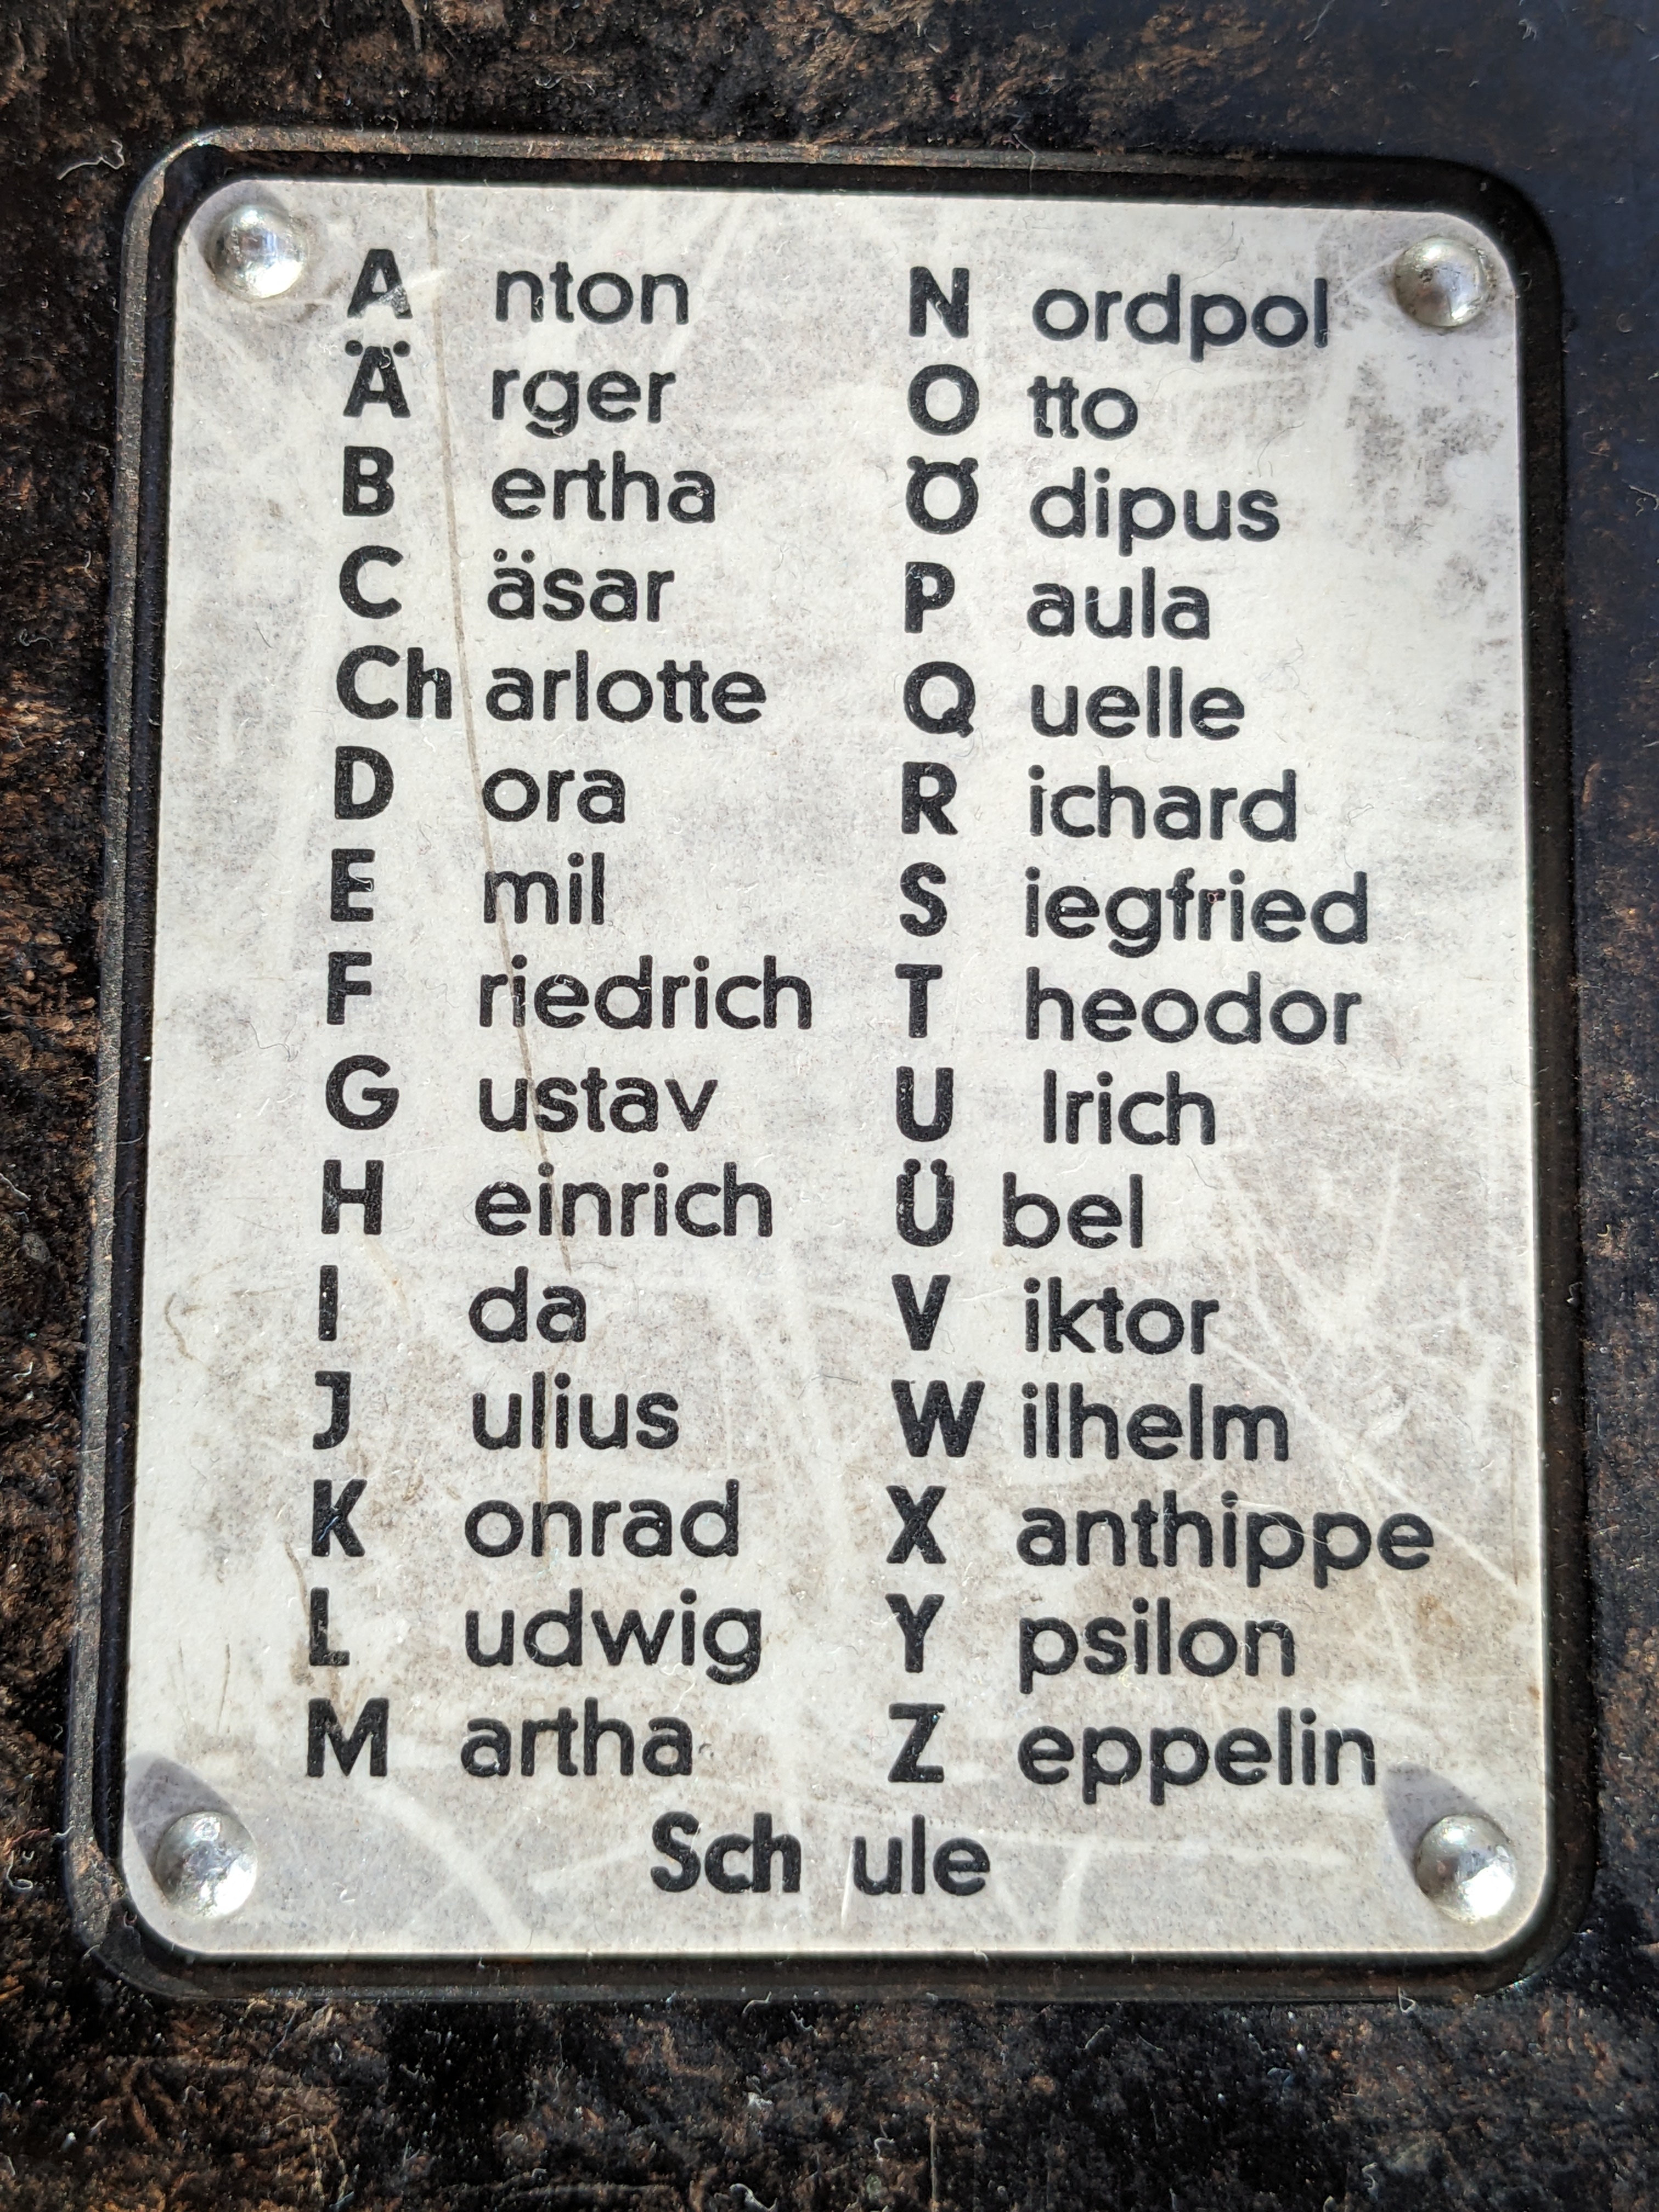 A nton
Ä rger
B ertha
C äsar
Ch arlotte
D ora
E mil
F riedrich
G ustav
H einrich
I da
J ulius
K onrad
L udwig
M artha
N ordpol
O tto
Ö dipus
P aula
Q uelle
R ichard
S iegfried
T heodor
U lrich
Ü bel
V iktor
W ilhelm
X anthippe
Y psilon
Z eppelin
Sch ule